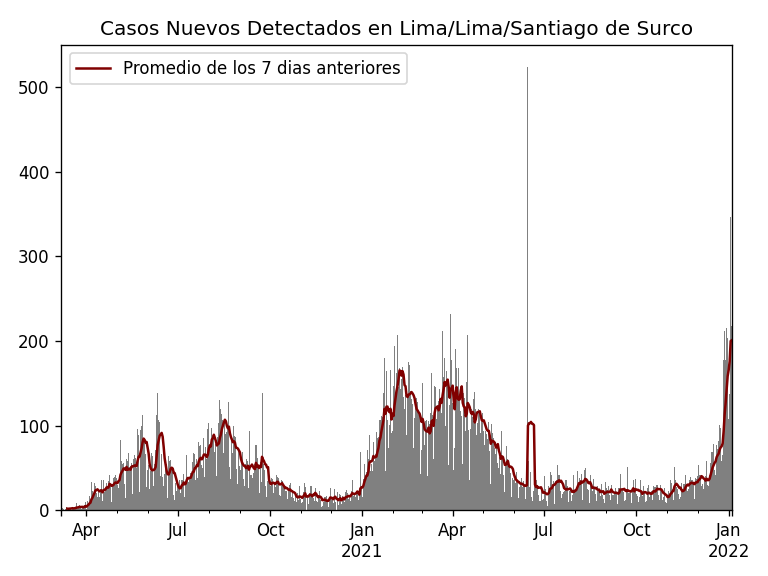 Casos Nuevos Detectados en Lima/Lima/Santiago de Surco
Promedio de los 7 dias anteriores
500
400
300
200
100
0
Apr Jul Oct Jan Apr Jul Oct Jan
2021 2022